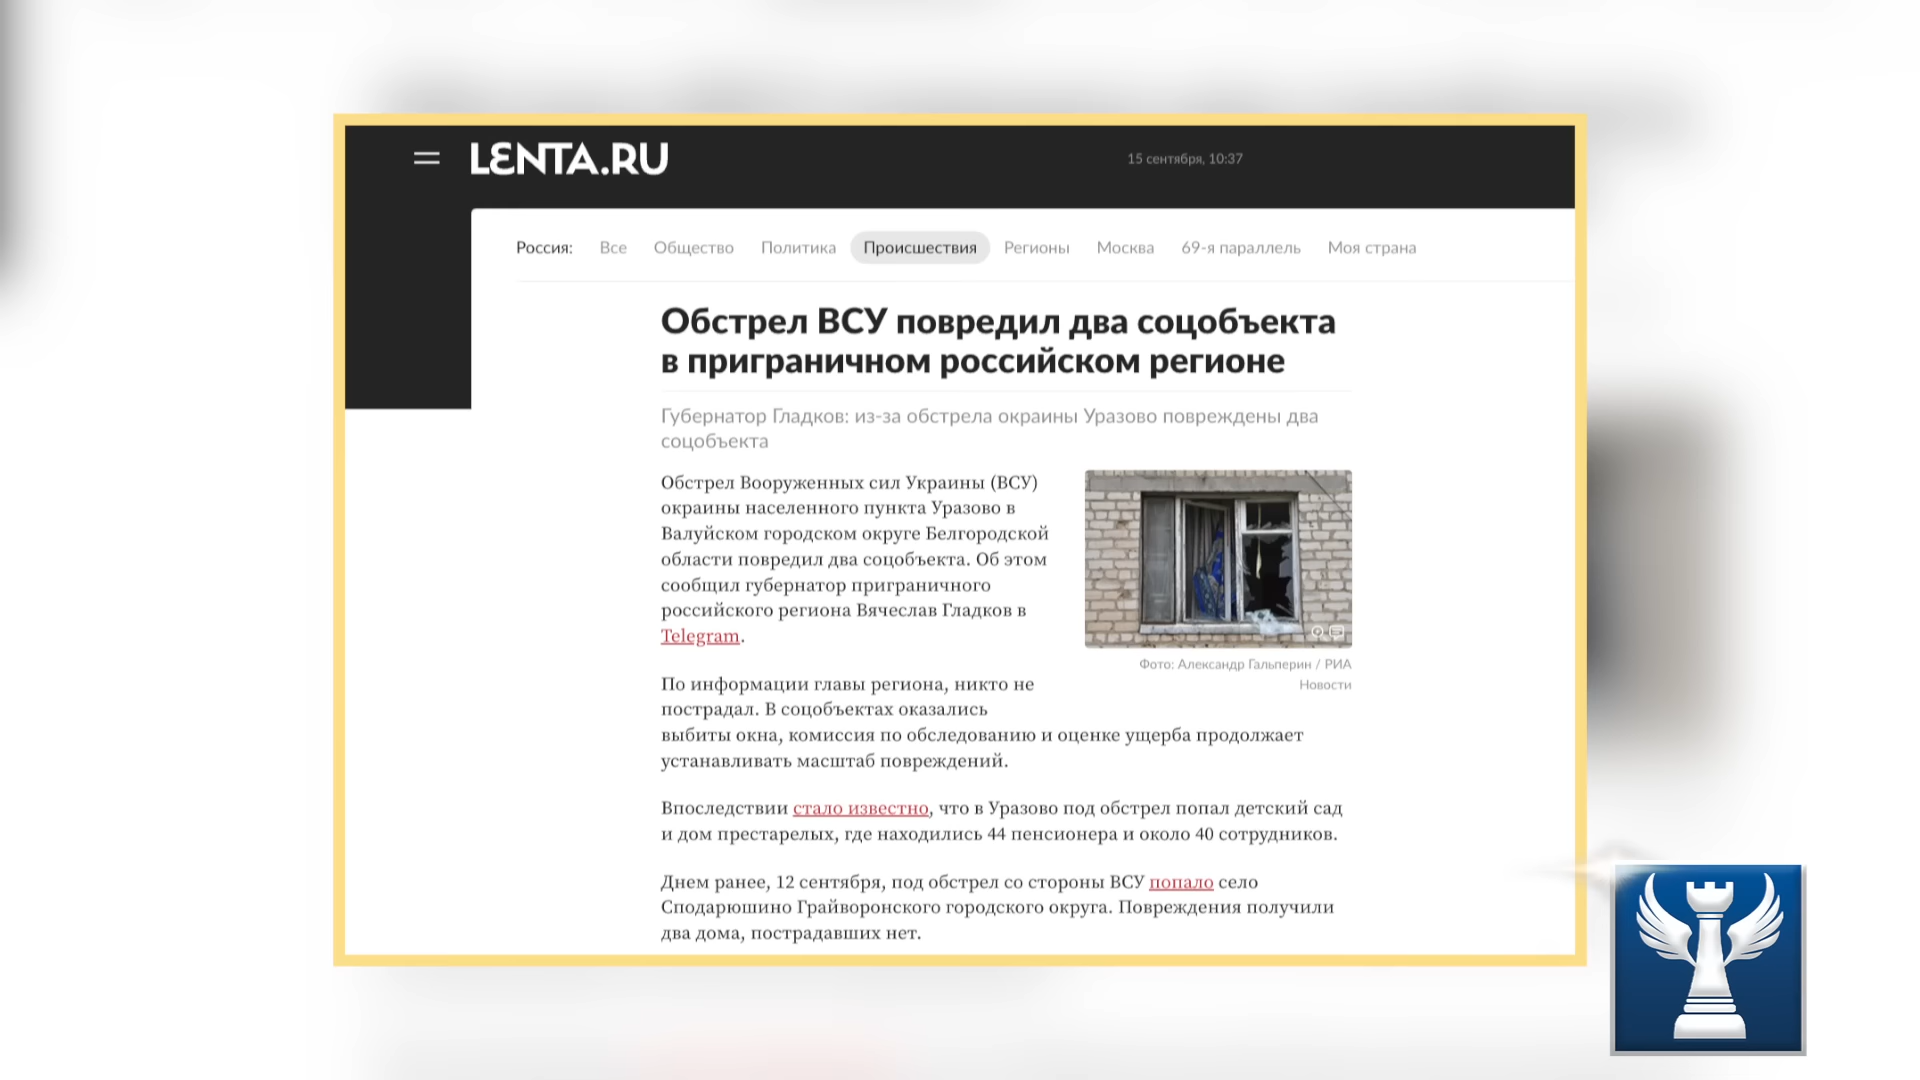 LENTA.RU
15 сентября, 10:37
Россия: Все Общество Политика Происшествия Регионы Москва 69-я параллель Моя страна
Обстрел ВСУ повредил два соцобъекта
в приграничном российском регионе
Губернатор Гладков: из-за обстрела окраины Уразово повреждены два
соцобъекта
Обстрел Вооруженных сил Украины (ВСУ)
окраины населенного пункта Уразово в
Валуйском городском округе Белгородской
области повредил два соцобъекта. Об этом
сообщил губернатор приграничного
российского региона Вячеслав Гладков в
Telegram.
Фото: Александр Гальперин / РИА
Новости
По информации главы региона, никто не
пострадал. В соцобъектах оказались
выбиты окна, комиссия по обследованию и оценке ущерба продолжает
устанавливать масштаб повреждений.
Впоследствии стало известно, что в Уразово под обстрел попал детский сад
и дом престарелых, где находились 44 пенсионера и около 40 сотрудников.
Днем ранее, 12 сентября, под обстрел со стороны ВСУ попало село
Сподарюшино Грайворонского городского округа. Повреждения получили
два дома, пострадавших нет.